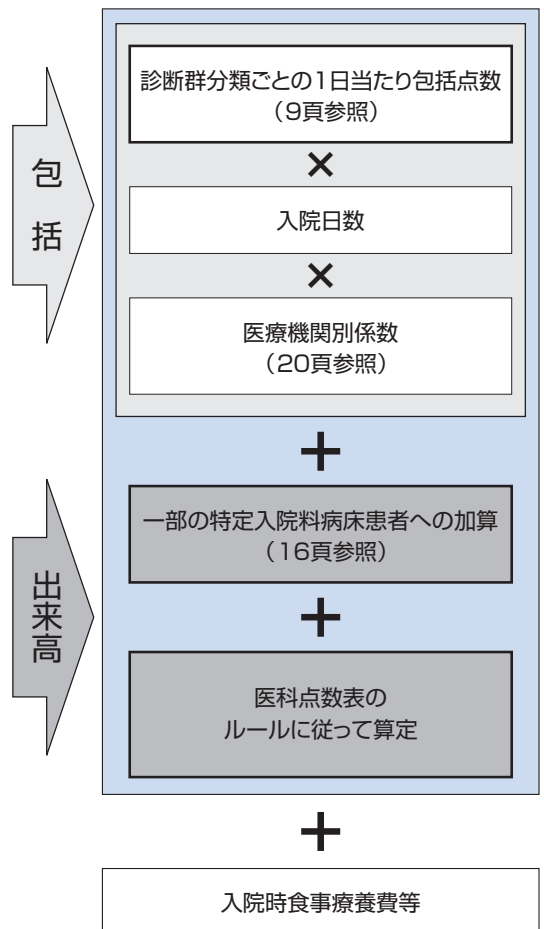 包括
診断群分類ごとの1日当たり包括点数
（9頁参照）
×
入院日数
×
医療機関別係数
（20頁参照）
＋
出来高
一部の特定入院料病床患者への加算
（16頁参照）
＋
医科点数表の
ルールに従って算定
＋
入院時食事療養費等